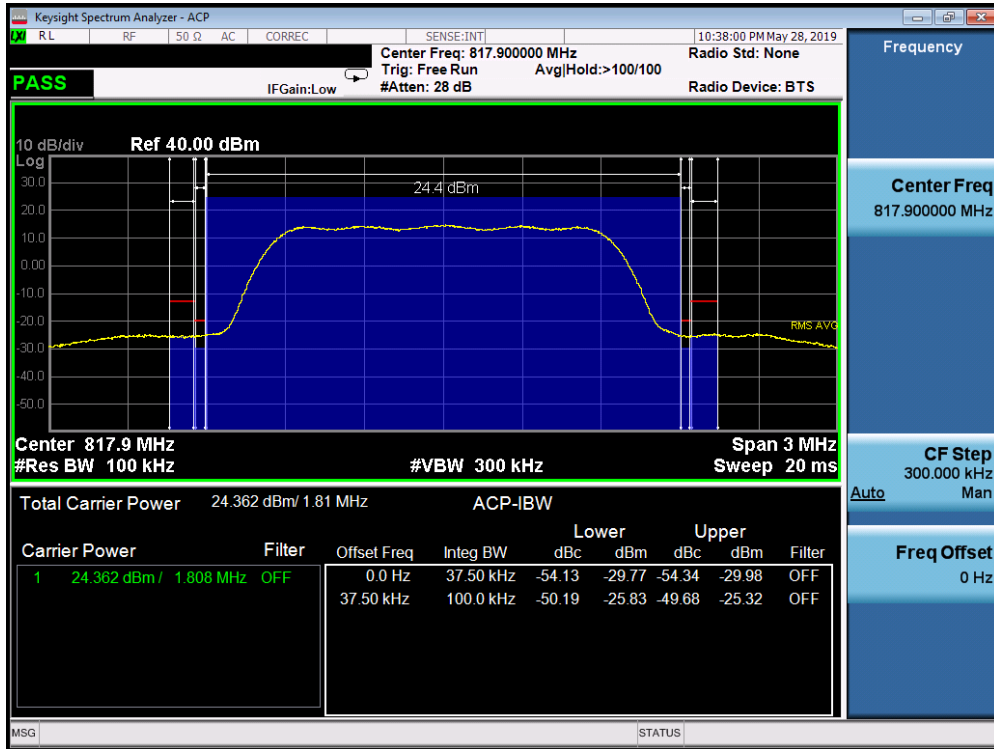 Keysight Spectrum Analyzer - ACP
LXI RL RF 50 Ω AC CORREC SENSE:INT 10:38:00 PM May 28, 2019
Center Freq: 817.900000 MHz Radio Std: None
Trig: Free Run Avg|Hold:>100/100
PASS IFGain:Low #Atten: 28 dB Radio Device: BTS
10 dB/div Ref 40.00 dBm
Log
30.0
24.4 dBm
20.0
10.0
0.00
-10.0
-20.0
RMS AVG
-30.0
-40.0
-50.0
Center 817.9 MHz Span 3 MHz
#Res BW 100 kHz #VBW 300 kHz Sweep 20 ms
Total Carrier Power 24.362 dBm/ 1.81 MHz ACP-IBW
Lower Upper
Carrier Power Filter Offset Freq Integ BW dBc dBm dBc dBm Filter
1 24.362 dBm / 1.808 MHz OFF 0.0 Hz 37.50 kHz -54.13 -29.77 -54.34 -29.98 OFF
37.50 kHz 100.0 kHz -50.19 -25.83 -49.68 -25.32 OFF
MSG STATUS
Frequency
Center Freq
817.900000 MHz
CF Step
300.000 kHz
Auto Man
Freq Offset
0 Hz